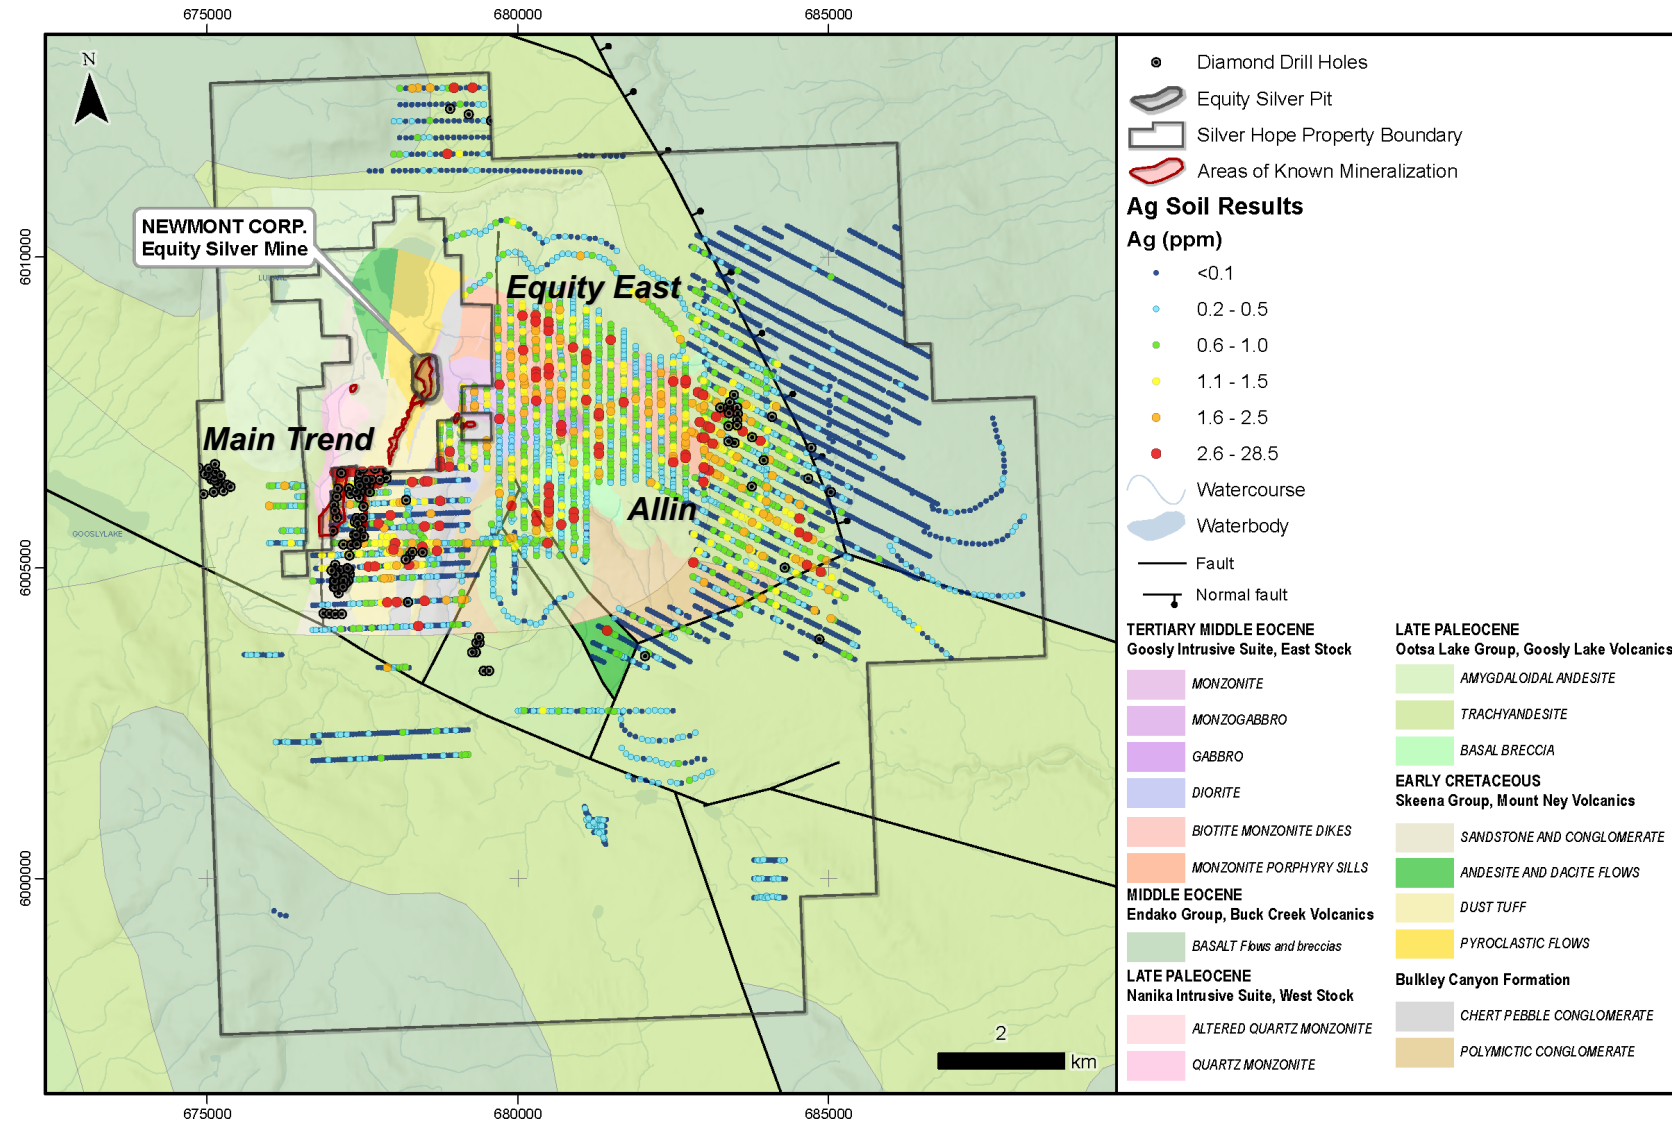 675000
680000
685000
N
6010000
6005000
6000000
NEWMONT CORP.
Equity Silver Mine
Equity East
Main Trend
Allin
GOOSLYLAKE
2
km
675000
680000
685000
Diamond Drill Holes
Equity Silver Pit
Silver Hope Property Boundary
Areas of Known Mineralization
Ag Soil Results
Ag (ppm)
<0.1
0.2 - 0.5
0.6 - 1.0
1.1 - 1.5
1.6 - 2.5
2.6 - 28.5
Watercourse
Waterbody
Fault
Normal fault
TERTIARY MIDDLE EOCENE
Goosly Intrusive Suite, East Stock
MONZONITE
MONZOGABBRO
GABBRO
DIORITE
BIOTITE MONZONITE DIKES
MONZONITE PORPHYRY SILLS
MIDDLE EOCENE
Endako Group, Buck Creek Volcanics
BASALT Flows and breccias
LATE PALEOCENE
Nanika Intrusive Suite, West Stock
ALTERED QUARTZ MONZONITE
QUARTZ MONZONITE
LATE PALEOCENE
Ootsa Lake Group, Goosly Lake Volcanics
AMYGDALOIDAL ANDESITE
TRACHYANDESITE
BASAL BRECCIA
EARLY CRETACEOUS
Skeena Group, Mount Ney Volcanics
SANDSTONE AND CONGLOMERATE
ANDESITE AND DACITE FLOWS
DUST TUFF
PYROCLASTIC FLOWS
Bulkley Canyon Formation
CHERT PEBBLE CONGLOMERATE
POLYMICTIC CONGLOMERATE